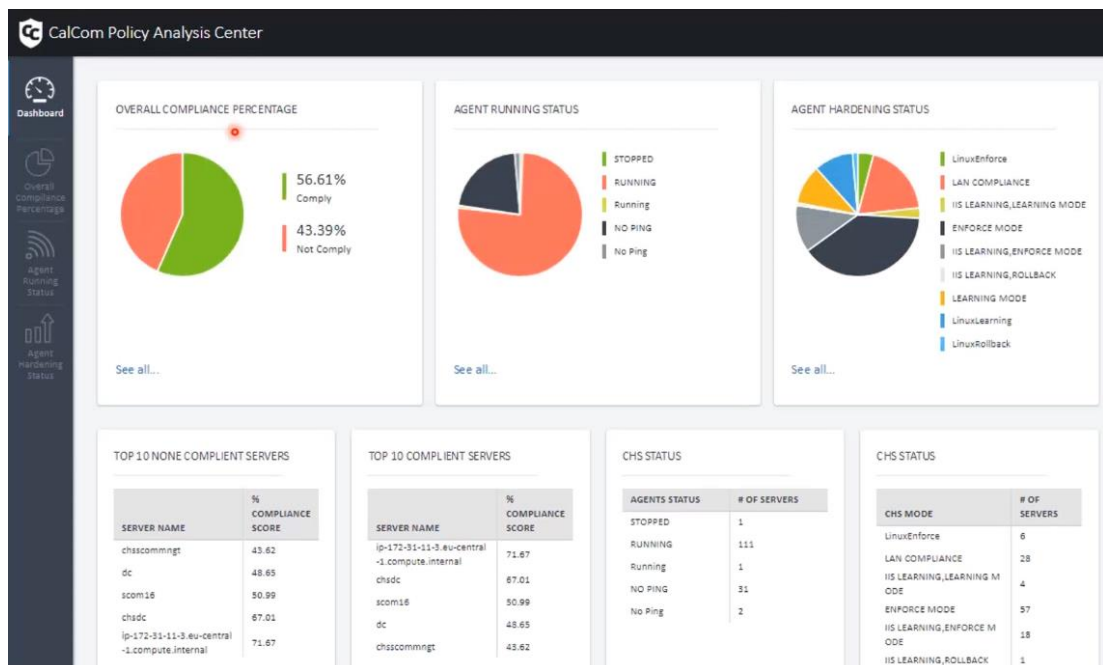 CalCom Policy Analysis Center
Dashboard
Overall
Compliance
Percentage
Agent
Running
Status
Agent
Hardening
Status
OVERALL COMPLIANCE PERCENTAGE
56.61%
Comply
43.39%
Not Comply
See all...
AGENT RUNNING STATUS
STOPPED
RUNNING
Running
NO PING
No Ping
See all...
AGENT HARDENING STATUS
LinuxEnforce
LAN COMPLIANCE
IIS LEARNING,LEARNING MODE
ENFORCE MODE
IIS LEARNING,ENFORCE MODE
IIS LEARNING,ROLLBACK
LEARNING MODE
LinuxLearning
LinuxRollback
See all...
TOP 10 NONE COMPLIENT SERVERS
SERVER NAME % COMPLIANCE SCORE
chsscommngt 43.62
dc 48.65
scom16 50.99
chsdc 67.01
ip-172-31-11-3.eu-central
-1.compute.internal 71.67
TOP 10 COMPLIENT SERVERS
SERVER NAME % COMPLIANCE SCORE
ip-172-31-11-3.eu-central
-1.compute.internal 71.67
chsdc 67.01
scom16 50.99
dc 48.65
chsscommngt 43.62
CHS STATUS
AGENTS STATUS # OF SERVERS
STOPPED 1
RUNNING 111
Running 1
NO PING 31
No Ping 2
CHS STATUS
CHS MODE # OF SERVERS
LinuxEnforce 6
LAN COMPLIANCE 28
IIS LEARNING,LEARNING M
ODE 4
ENFORCE MODE 57
IIS LEARNING,ENFORCE M
ODE 18
IIS LEARNING,ROLLBACK 1